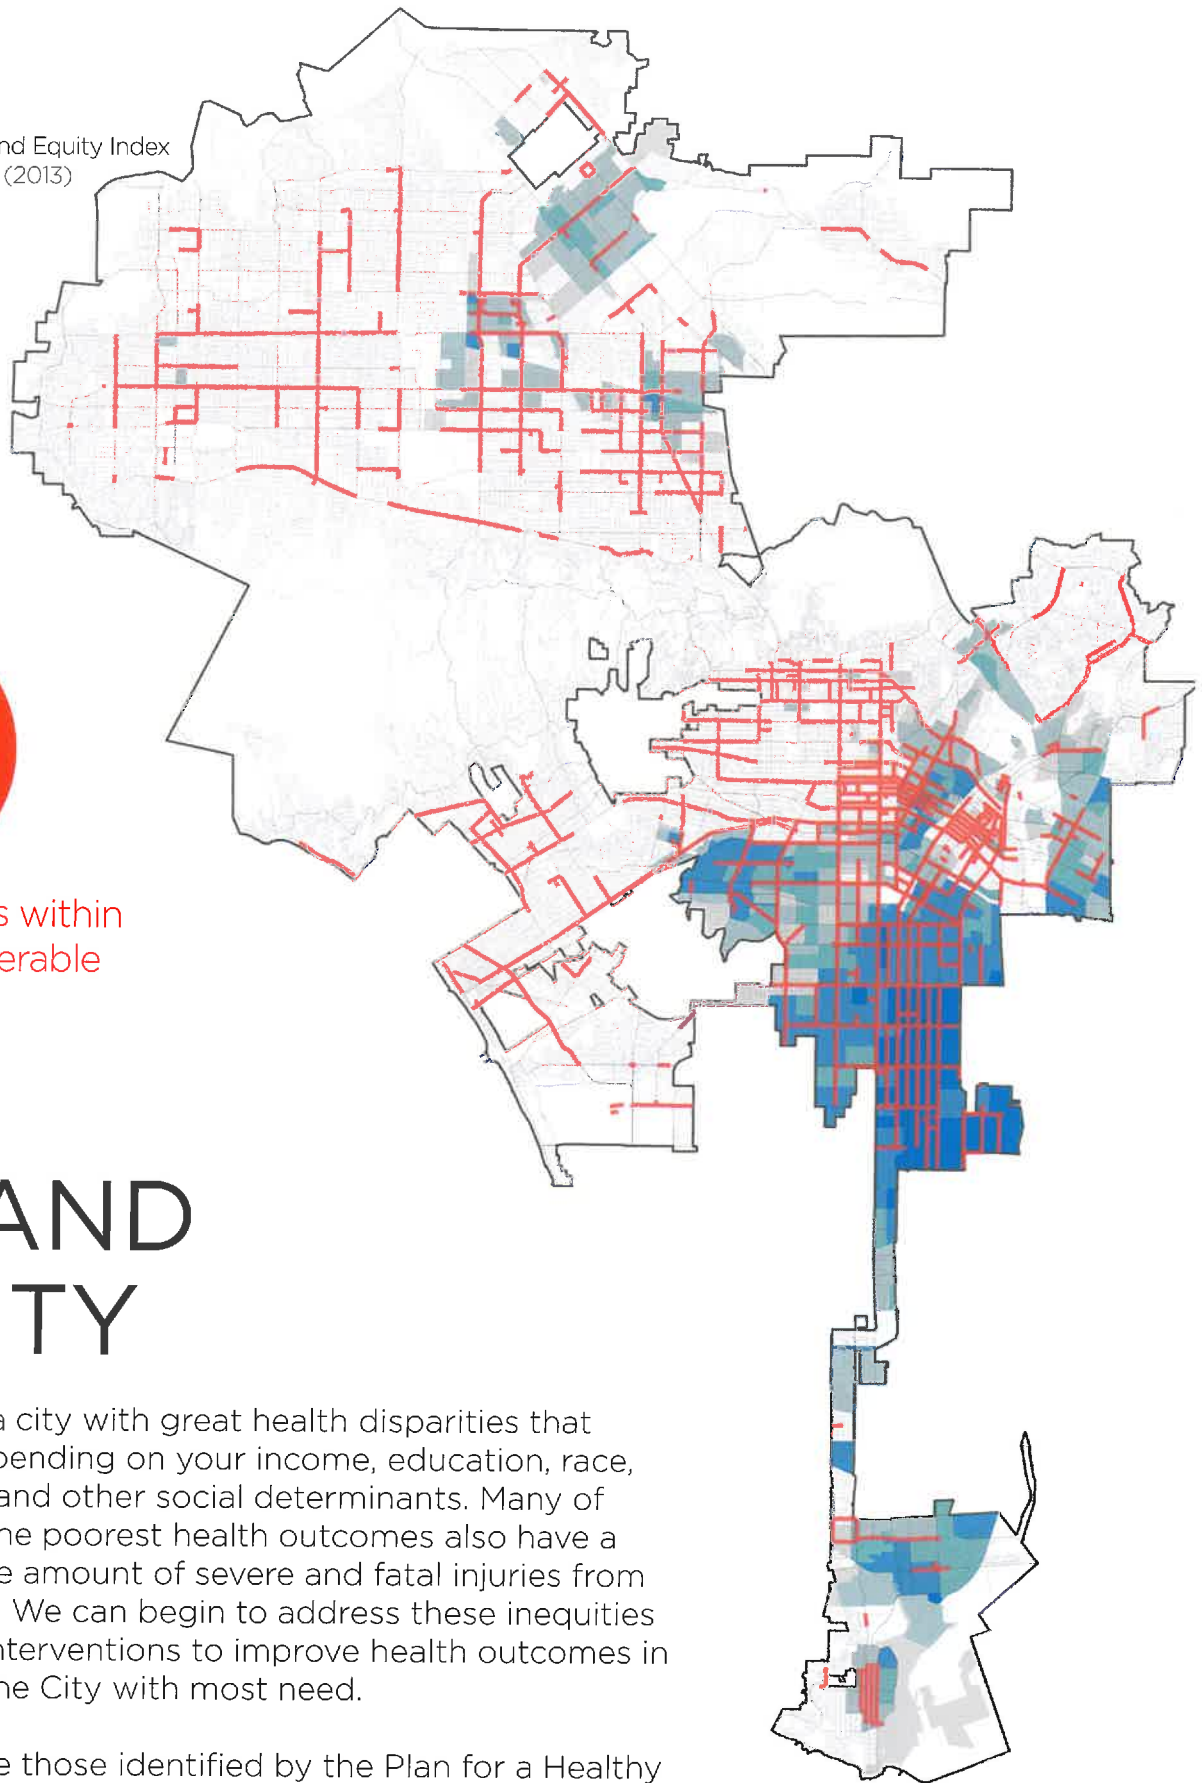 nd Equity Index
(2013)
s within
erable
AND
TY
a city with great health disparities that
pending on your income, education, race,
and other social determinants. Many of
ne poorest health outcomes also have a
e amount of severe and fatal injuries from
We can begin to address these inequities
nterventions to improve health outcomes in
ne City with most need.
e those identified by the Plan for a Healthy